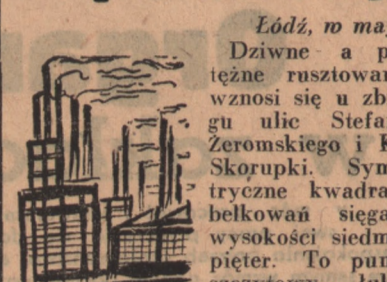 Łódź, w ma
Dziwne a p
tężne rusztowa
wznosi się u zb
gu ulic Stefa
Żeromskiego i K
Skorupki. Sym
tryczne kwadra
belkowań sięga
wysokości siedm
pięter. To pun